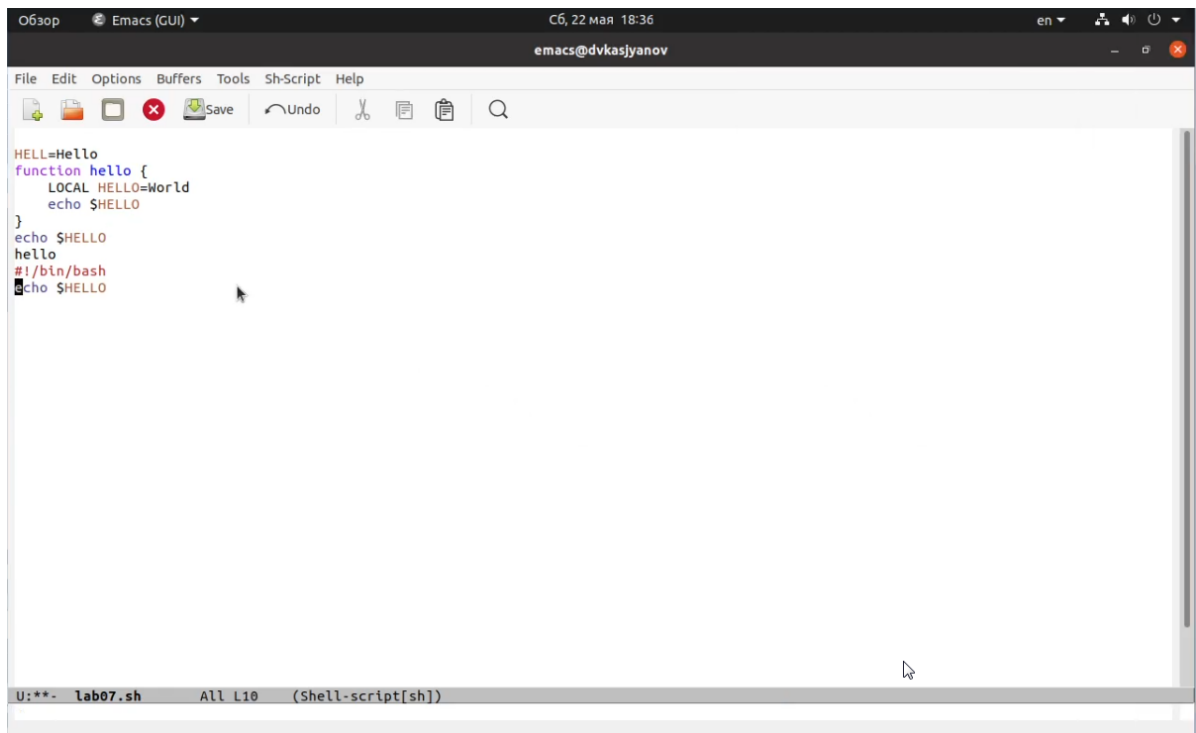 Обзор Emacs (GUI) Сб, 22 мая 18:36 en
emacs@dvkasjyanov
File Edit Options Buffers Tools Sh-Script Help
Save Undo
HELL=Hello
function hello {
    LOCAL HELLO=World
    echo $HELLO
}
echo $HELLO
hello
#!/bin/bash
echo $HELLO
U:**- lab07.sh All L10 (Shell-script[sh])